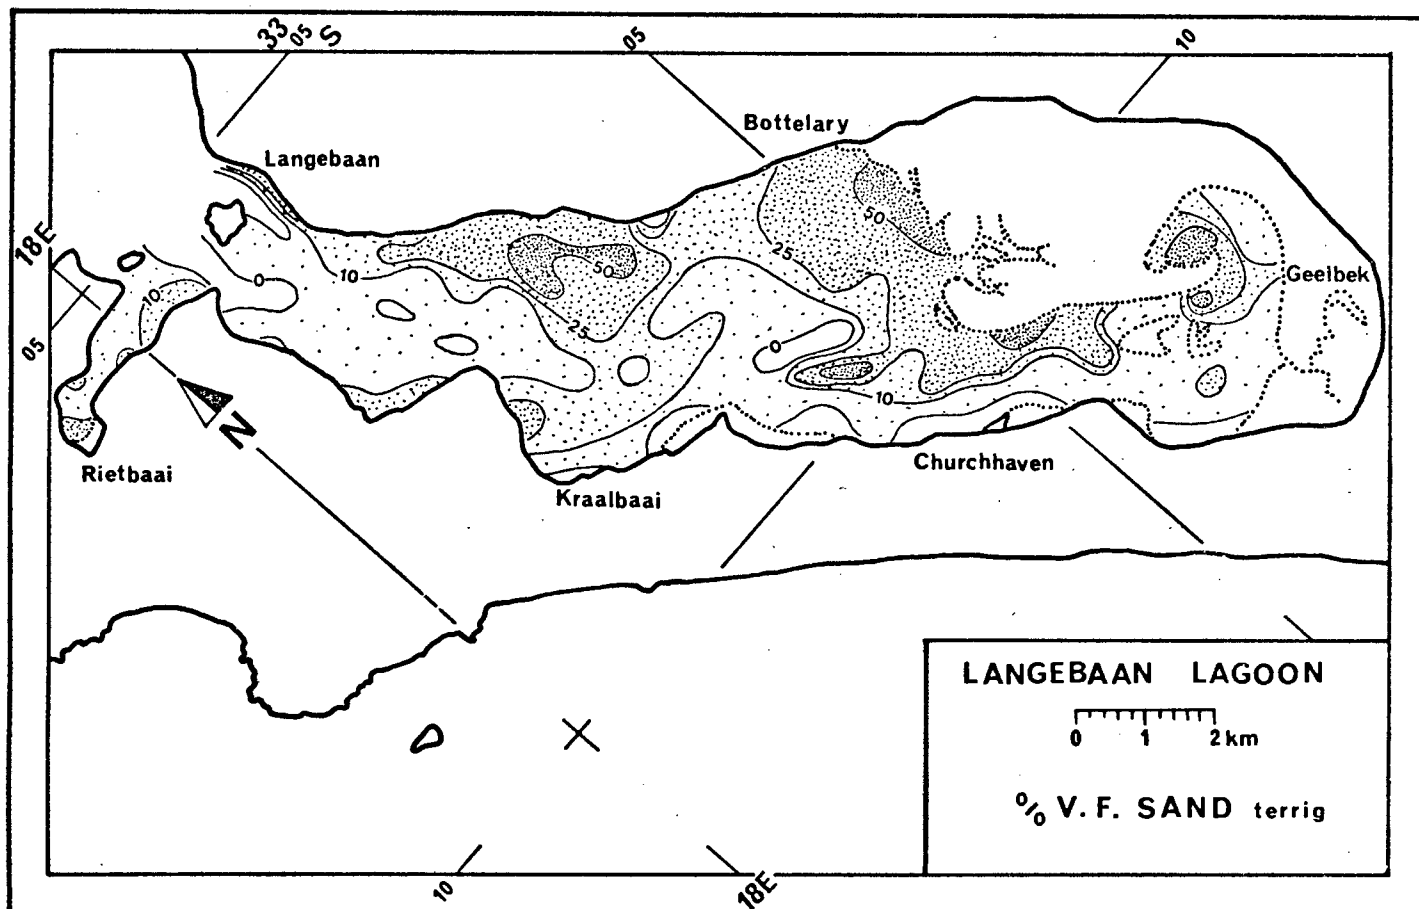 33
05 S
05
10
Bottelary
Langebaan
18E
05
50
25
0
10
50
10
25
0
10
Geelbek
N
Rietbaai
Kraalbaai
Churchhaven
LANGEBAAN LAGOON
0 1 2 km
% V.F. SAND terrig
10
18E